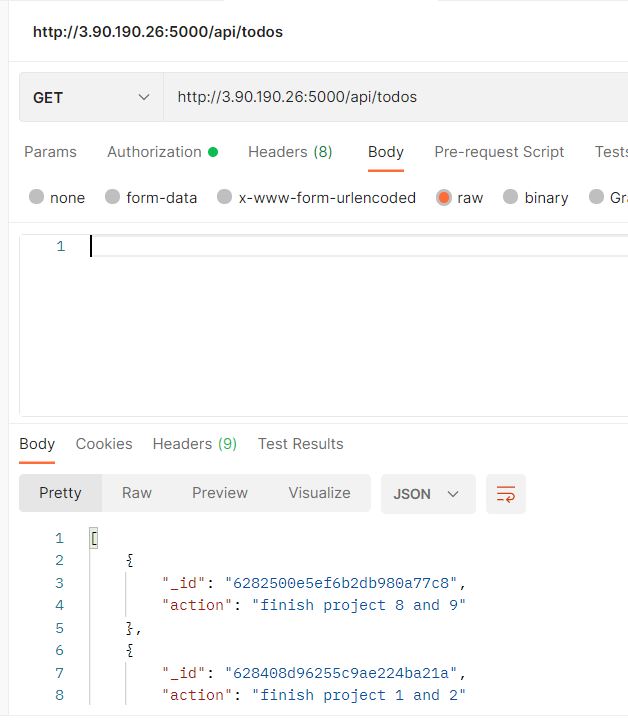 http://3.90.190.26:5000/api/todos
GET http://3.90.190.26:5000/api/todos
Params Authorization Headers (8) Body Pre-request Script Tests
none form-data x-www-form-urlencoded raw binary Gr
1
Body Cookies Headers (9) Test Results
Pretty Raw Preview Visualize JSON
1 [
2 {
3 "_id": "6282500e5ef6b2db980a77c8",
4 "action": "finish project 8 and 9"
5 },
6 {
7 "_id": "628408d96255c9ae224ba21a",
8 "action": "finish project 1 and 2"